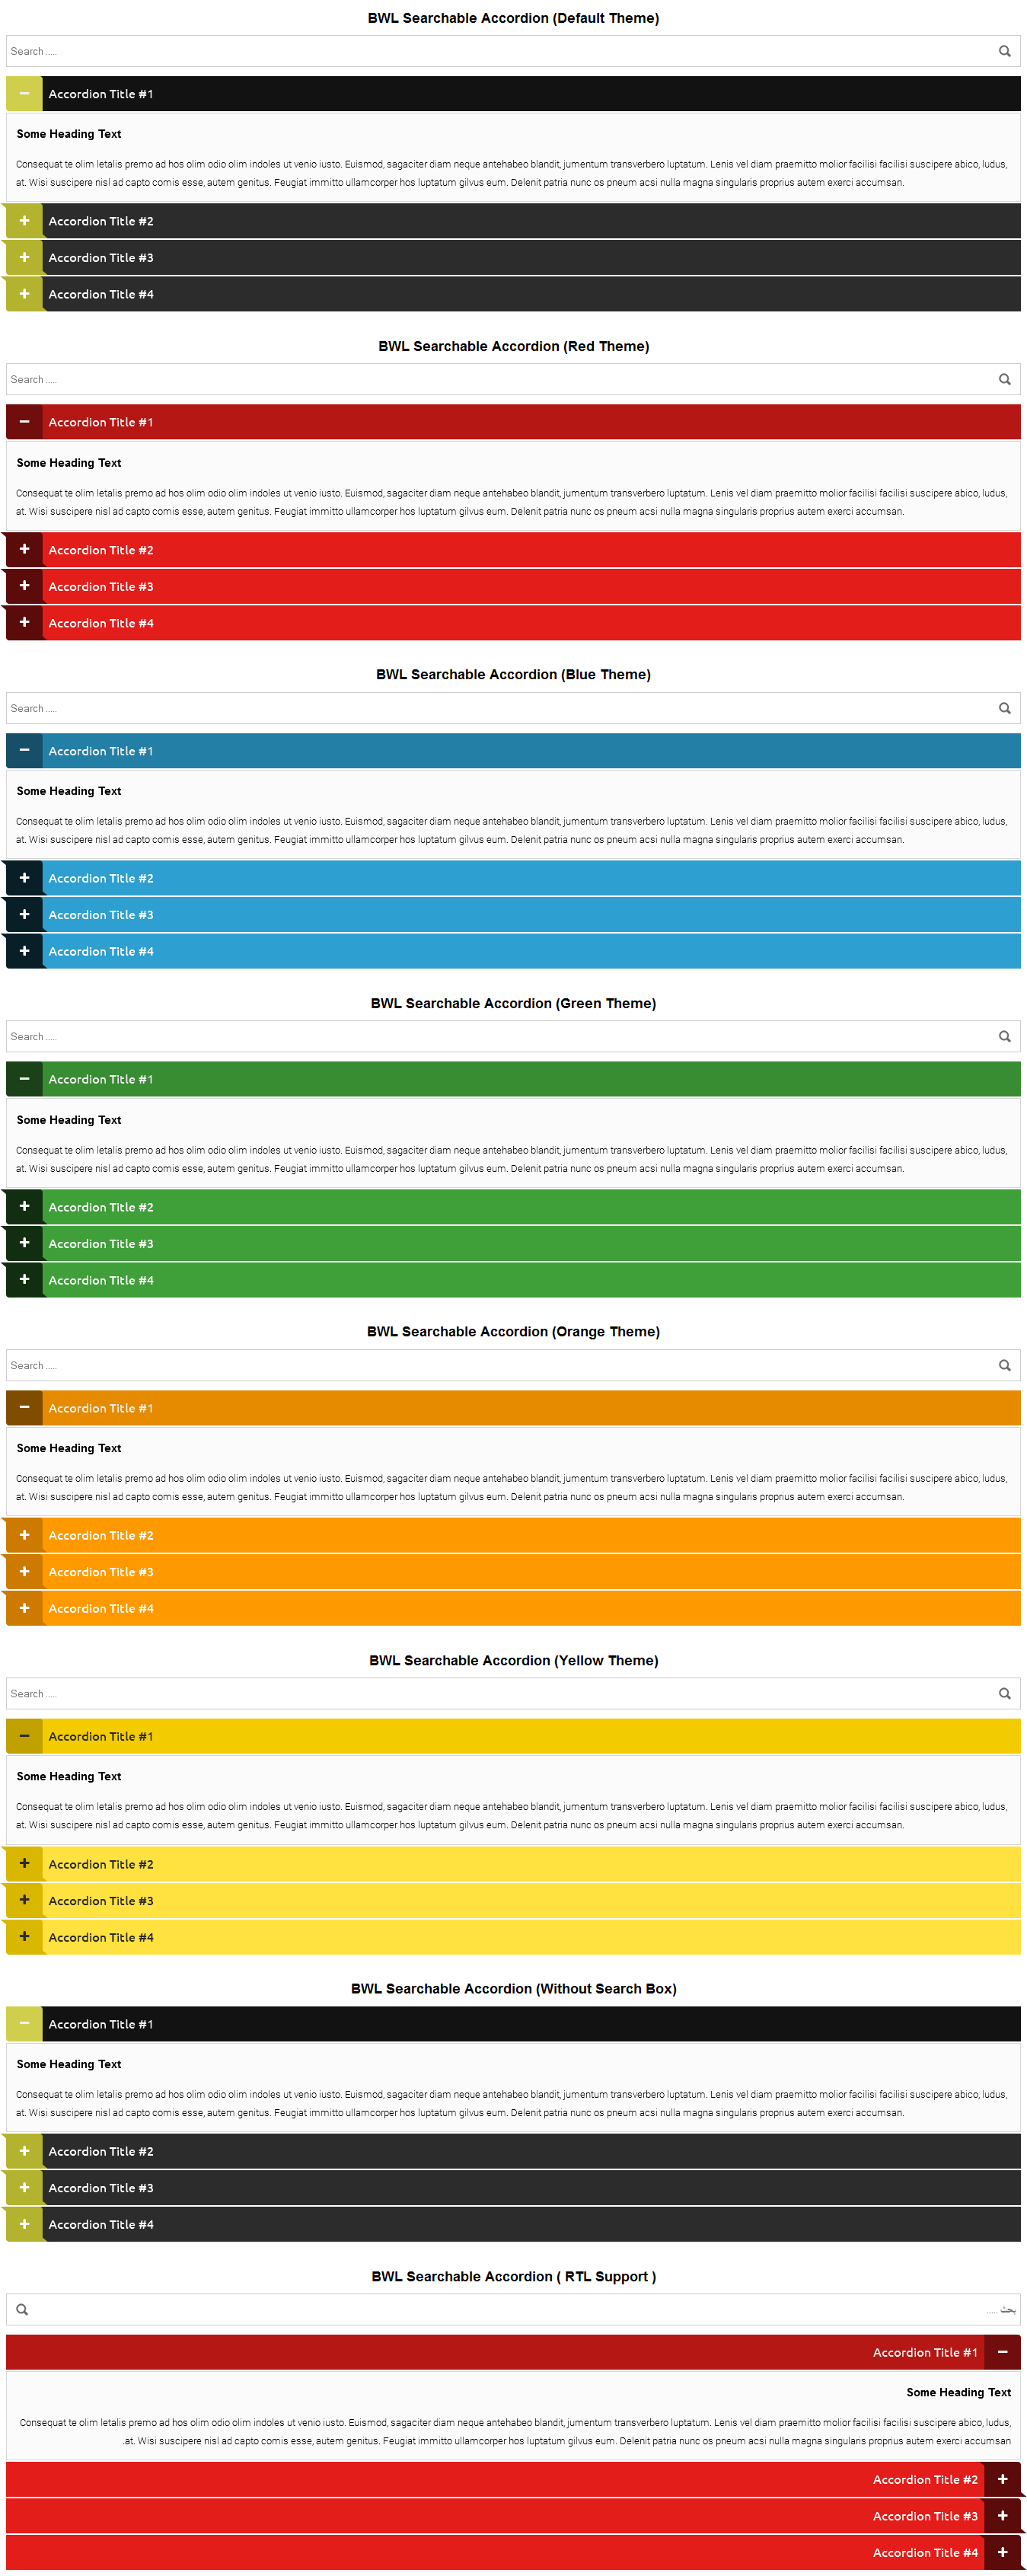 BWL Searchable Accordion (Default Theme)
Search .....
Accordion Title #1
Some Heading Text
Consequat te olim letalis premo ad hos olim odio olim indoles ut venio iusto. Euismod, sagaciter diam neque antehabeo blandit, jumentum transverbero luptatum. Lenis vel diam praemitto molior facilisi facilisi suscipere abico, ludus,
at. Wisi suscipere nisl ad capto comis esse, autem genitus. Feugiat immitto ullamcorper hos luptatum gilvus eum. Delenit patria nunc os pneum acsi nulla magna singularis proprius autem exerci accumsan.
Accordion Title #2
Accordion Title #3
Accordion Title #4
BWL Searchable Accordion (Red Theme)
Search .....
Accordion Title #1
Some Heading Text
Consequat te olim letalis premo ad hos olim odio olim indoles ut venio iusto. Euismod, sagaciter diam neque antehabeo blandit, jumentum transverbero luptatum. Lenis vel diam praemitto molior facilisi facilisi suscipere abico, ludus,
at. Wisi suscipere nisl ad capto comis esse, autem genitus. Feugiat immitto ullamcorper hos luptatum gilvus eum. Delenit patria nunc os pneum acsi nulla magna singularis proprius autem exerci accumsan.
Accordion Title #2
Accordion Title #3
Accordion Title #4
BWL Searchable Accordion (Blue Theme)
Search .....
Accordion Title #1
Some Heading Text
Consequat te olim letalis premo ad hos olim odio olim indoles ut venio iusto. Euismod, sagaciter diam neque antehabeo blandit, jumentum transverbero luptatum. Lenis vel diam praemitto molior facilisi facilisi suscipere abico, ludus,
at. Wisi suscipere nisl ad capto comis esse, autem genitus. Feugiat immitto ullamcorper hos luptatum gilvus eum. Delenit patria nunc os pneum acsi nulla magna singularis proprius autem exerci accumsan.
Accordion Title #2
Accordion Title #3
Accordion Title #4
BWL Searchable Accordion (Green Theme)
Search .....
Accordion Title #1
Some Heading Text
Consequat te olim letalis premo ad hos olim odio olim indoles ut venio iusto. Euismod, sagaciter diam neque antehabeo blandit, jumentum transverbero luptatum. Lenis vel diam praemitto molior facilisi facilisi suscipere abico, ludus,
at. Wisi suscipere nisl ad capto comis esse, autem genitus. Feugiat immitto ullamcorper hos luptatum gilvus eum. Delenit patria nunc os pneum acsi nulla magna singularis proprius autem exerci accumsan.
Accordion Title #2
Accordion Title #3
Accordion Title #4
BWL Searchable Accordion (Orange Theme)
Search .....
Accordion Title #1
Some Heading Text
Consequat te olim letalis premo ad hos olim odio olim indoles ut venio iusto. Euismod, sagaciter diam neque antehabeo blandit, jumentum transverbero luptatum. Lenis vel diam praemitto molior facilisi facilisi suscipere abico, ludus,
at. Wisi suscipere nisl ad capto comis esse, autem genitus. Feugiat immitto ullamcorper hos luptatum gilvus eum. Delenit patria nunc os pneum acsi nulla magna singularis proprius autem exerci accumsan.
Accordion Title #2
Accordion Title #3
Accordion Title #4
BWL Searchable Accordion (Yellow Theme)
Search .....
Accordion Title #1
Some Heading Text
Consequat te olim letalis premo ad hos olim odio olim indoles ut venio iusto. Euismod, sagaciter diam neque antehabeo blandit, jumentum transverbero luptatum. Lenis vel diam praemitto molior facilisi facilisi suscipere abico, ludus,
at. Wisi suscipere nisl ad capto comis esse, autem genitus. Feugiat immitto ullamcorper hos luptatum gilvus eum. Delenit patria nunc os pneum acsi nulla magna singularis proprius autem exerci accumsan.
Accordion Title #2
Accordion Title #3
Accordion Title #4
BWL Searchable Accordion (Without Search Box)
Accordion Title #1
Some Heading Text
Consequat te olim letalis premo ad hos olim odio olim indoles ut venio iusto. Euismod, sagaciter diam neque antehabeo blandit, jumentum transverbero luptatum. Lenis vel diam praemitto molior facilisi facilisi suscipere abico, ludus,
at. Wisi suscipere nisl ad capto comis esse, autem genitus. Feugiat immitto ullamcorper hos luptatum gilvus eum. Delenit patria nunc os pneum acsi nulla magna singularis proprius autem exerci accumsan.
Accordion Title #2
Accordion Title #3
Accordion Title #4
BWL Searchable Accordion ( RTL Support )
بحث .....
Accordion Title #1
Some Heading Text
Consequat te olim letalis premo ad hos olim odio olim indoles ut venio iusto. Euismod, sagaciter diam neque antehabeo blandit, jumentum transverbero luptatum. Lenis vel diam praemitto molior facilisi facilisi suscipere abico, ludus,
.at. Wisi suscipere nisl ad capto comis esse, autem genitus. Feugiat immitto ullamcorper hos luptatum gilvus eum. Delenit patria nunc os pneum acsi nulla magna singularis proprius autem exerci accumsan
Accordion Title #2
Accordion Title #3
Accordion Title #4